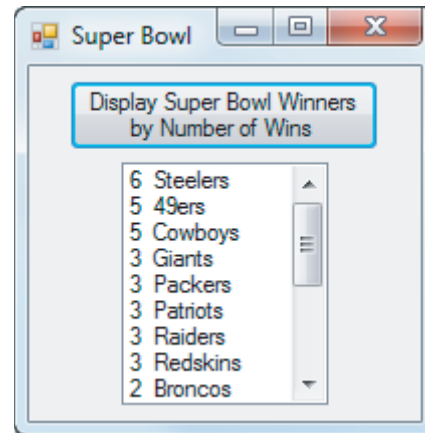 Super Bowl
Display Super Bowl Winners
by Number of Wins
6 Steelers
5 49ers
5 Cowboys
3 Giants
3 Packers
3 Patriots
3 Raiders
3 Redskins
2 Broncos